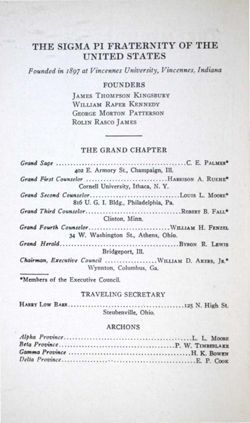 THE SIGMA PI FRATERNITY OF THE
UNITED STATES
Founded in 1897 at Vincennes University, Vincennes, Indiana
FOUNDERS
JAMES THOMPSON KINGSBURY
WILLIAM RAPER KENNEDY
GEORGE MORTON PATTERSON
ROLIN RASCO JAMES
THE GRAND CHAPTER
Grand Sage ..........C. E. PALMER*
402 E. Armory St., Champaign, Ill.
Grand First Counselor..........HARRISON A. RUEHE*
Cornell University, Ithaca, N. Y.
Grand Second Counselor..........LOUIS L. MOORE*
816 U. G. I. Bldg., Philadelphia, Pa.
Grand Third Counselor..........ROBERT B. FALL*
Clinton, Minn.
Grand Fourth Counselor..........WILLIAM H. FENZEL
34 W. Washington St., Athens, Ohio.
Grand Herald..........BYRON R. LEWIS
Bridgeport, Ill.
Chairman, Executive Council ..........WILLIAM D. AKERS, JR.*
Wynnton, Columbus, Ga.
*Members of the Executive Council.
TRAVELING SECRETARY
HARRY LOW BARR..........125 N. High St.
Steubenville, Ohio.
ARCHONS
Alpha Province..........L. L. MOORE
Beta Province..........P. W. TIMBERLAKE
Gamma Province..........H. K. BOWEN
Delta Province..........E. P. COOK